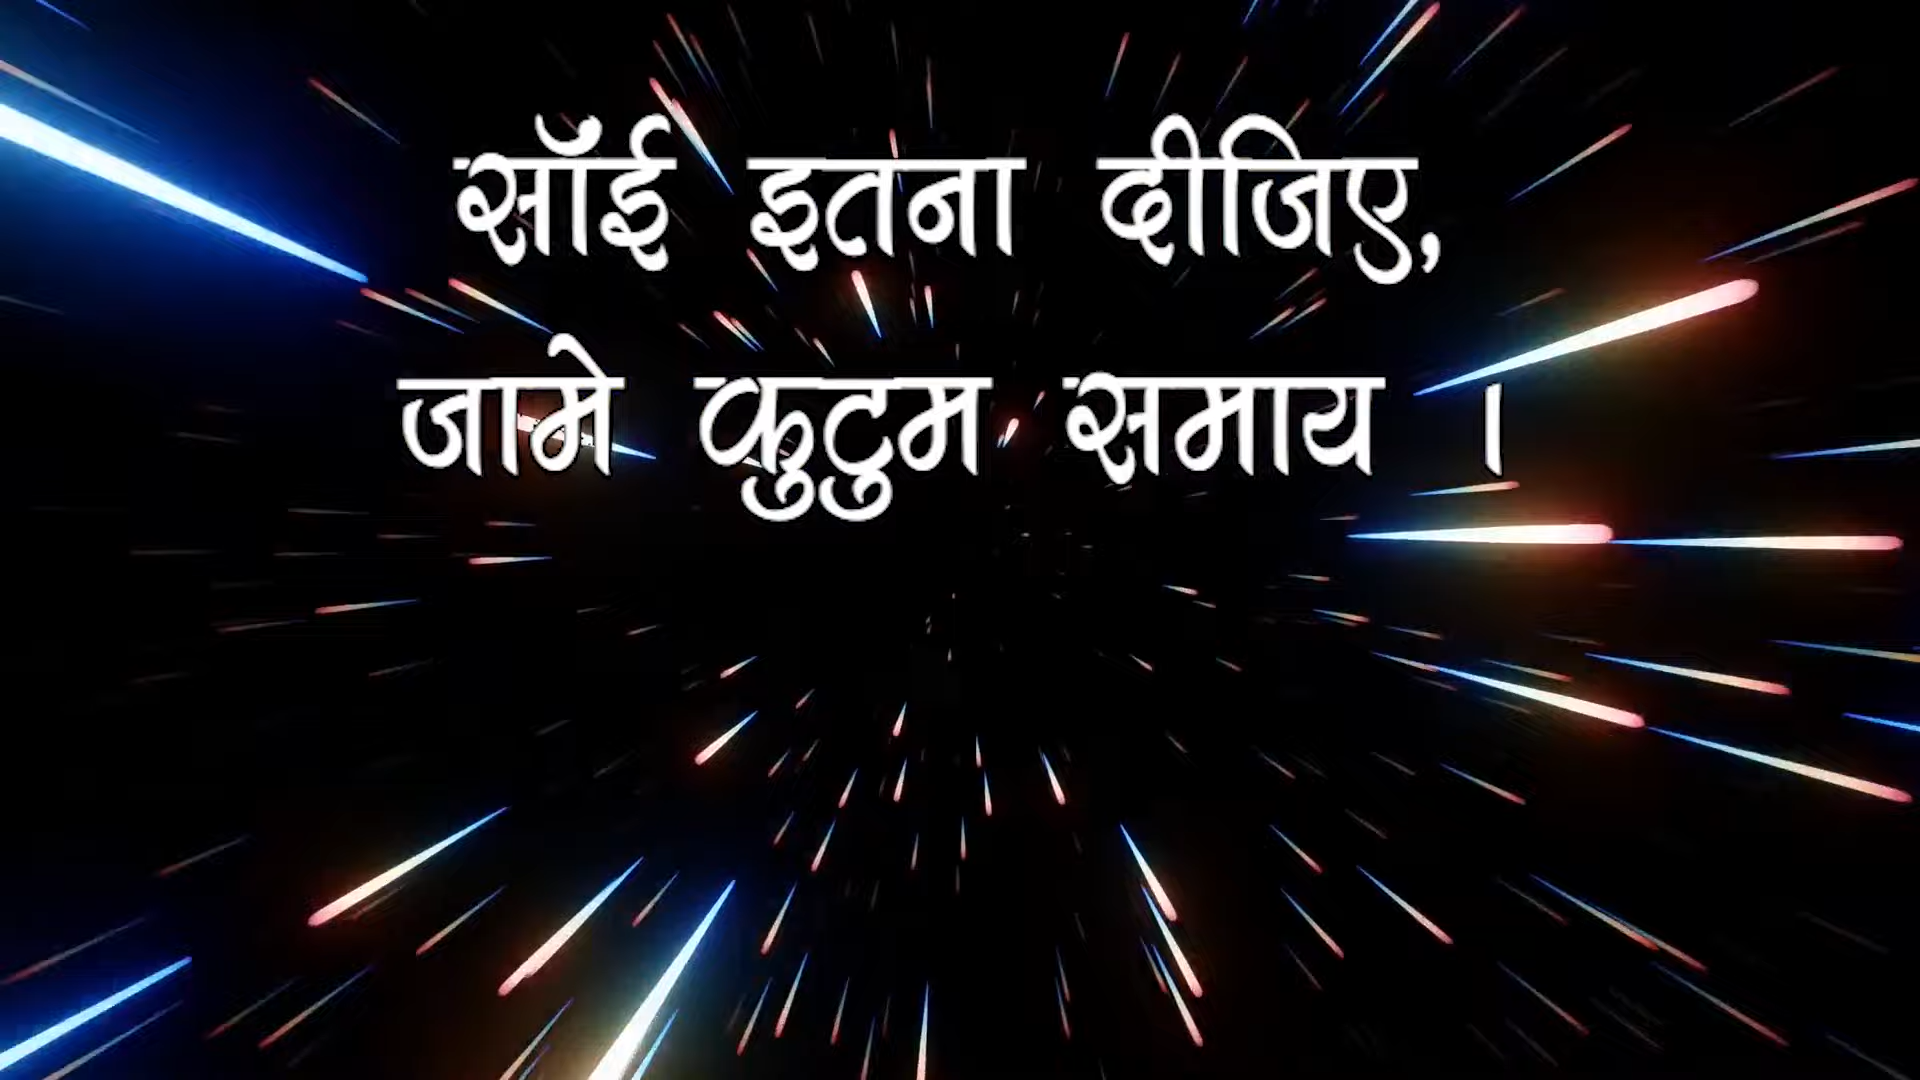 सॉई इतना दीजिए,
जामे कुटुम समाय ।